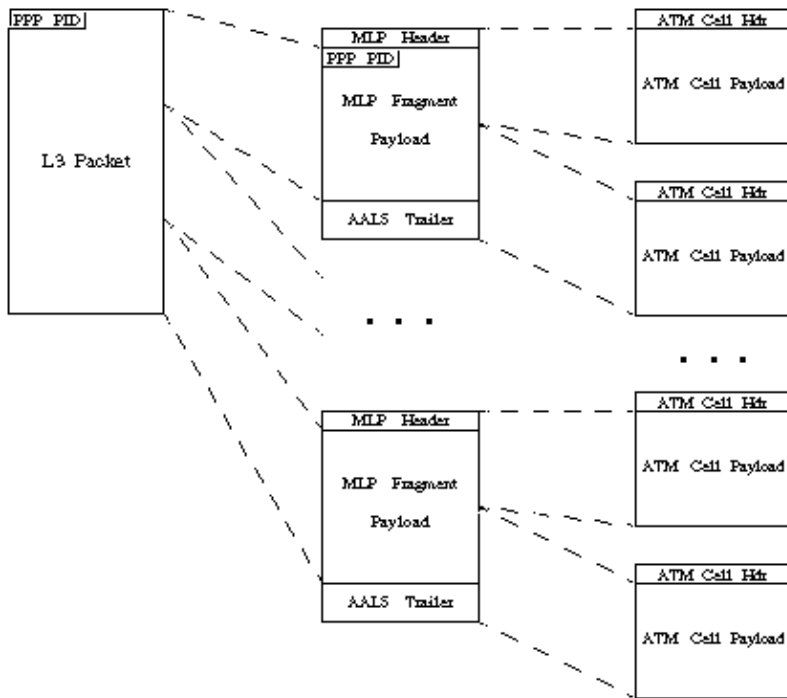 PPP PID
L3 Packet
MLP Header
PPP PID
MLP Fragment
Payload
AAL5 Trailer
ATM Cell Hdr
ATM Cell Payload
ATM Cell Hdr
ATM Cell Payload
. . .
. . .
MLP Header
MLP Fragment
Payload
AAL5 Trailer
ATM Cell Hdr
ATM Cell Payload
ATM Cell Hdr
ATM Cell Payload